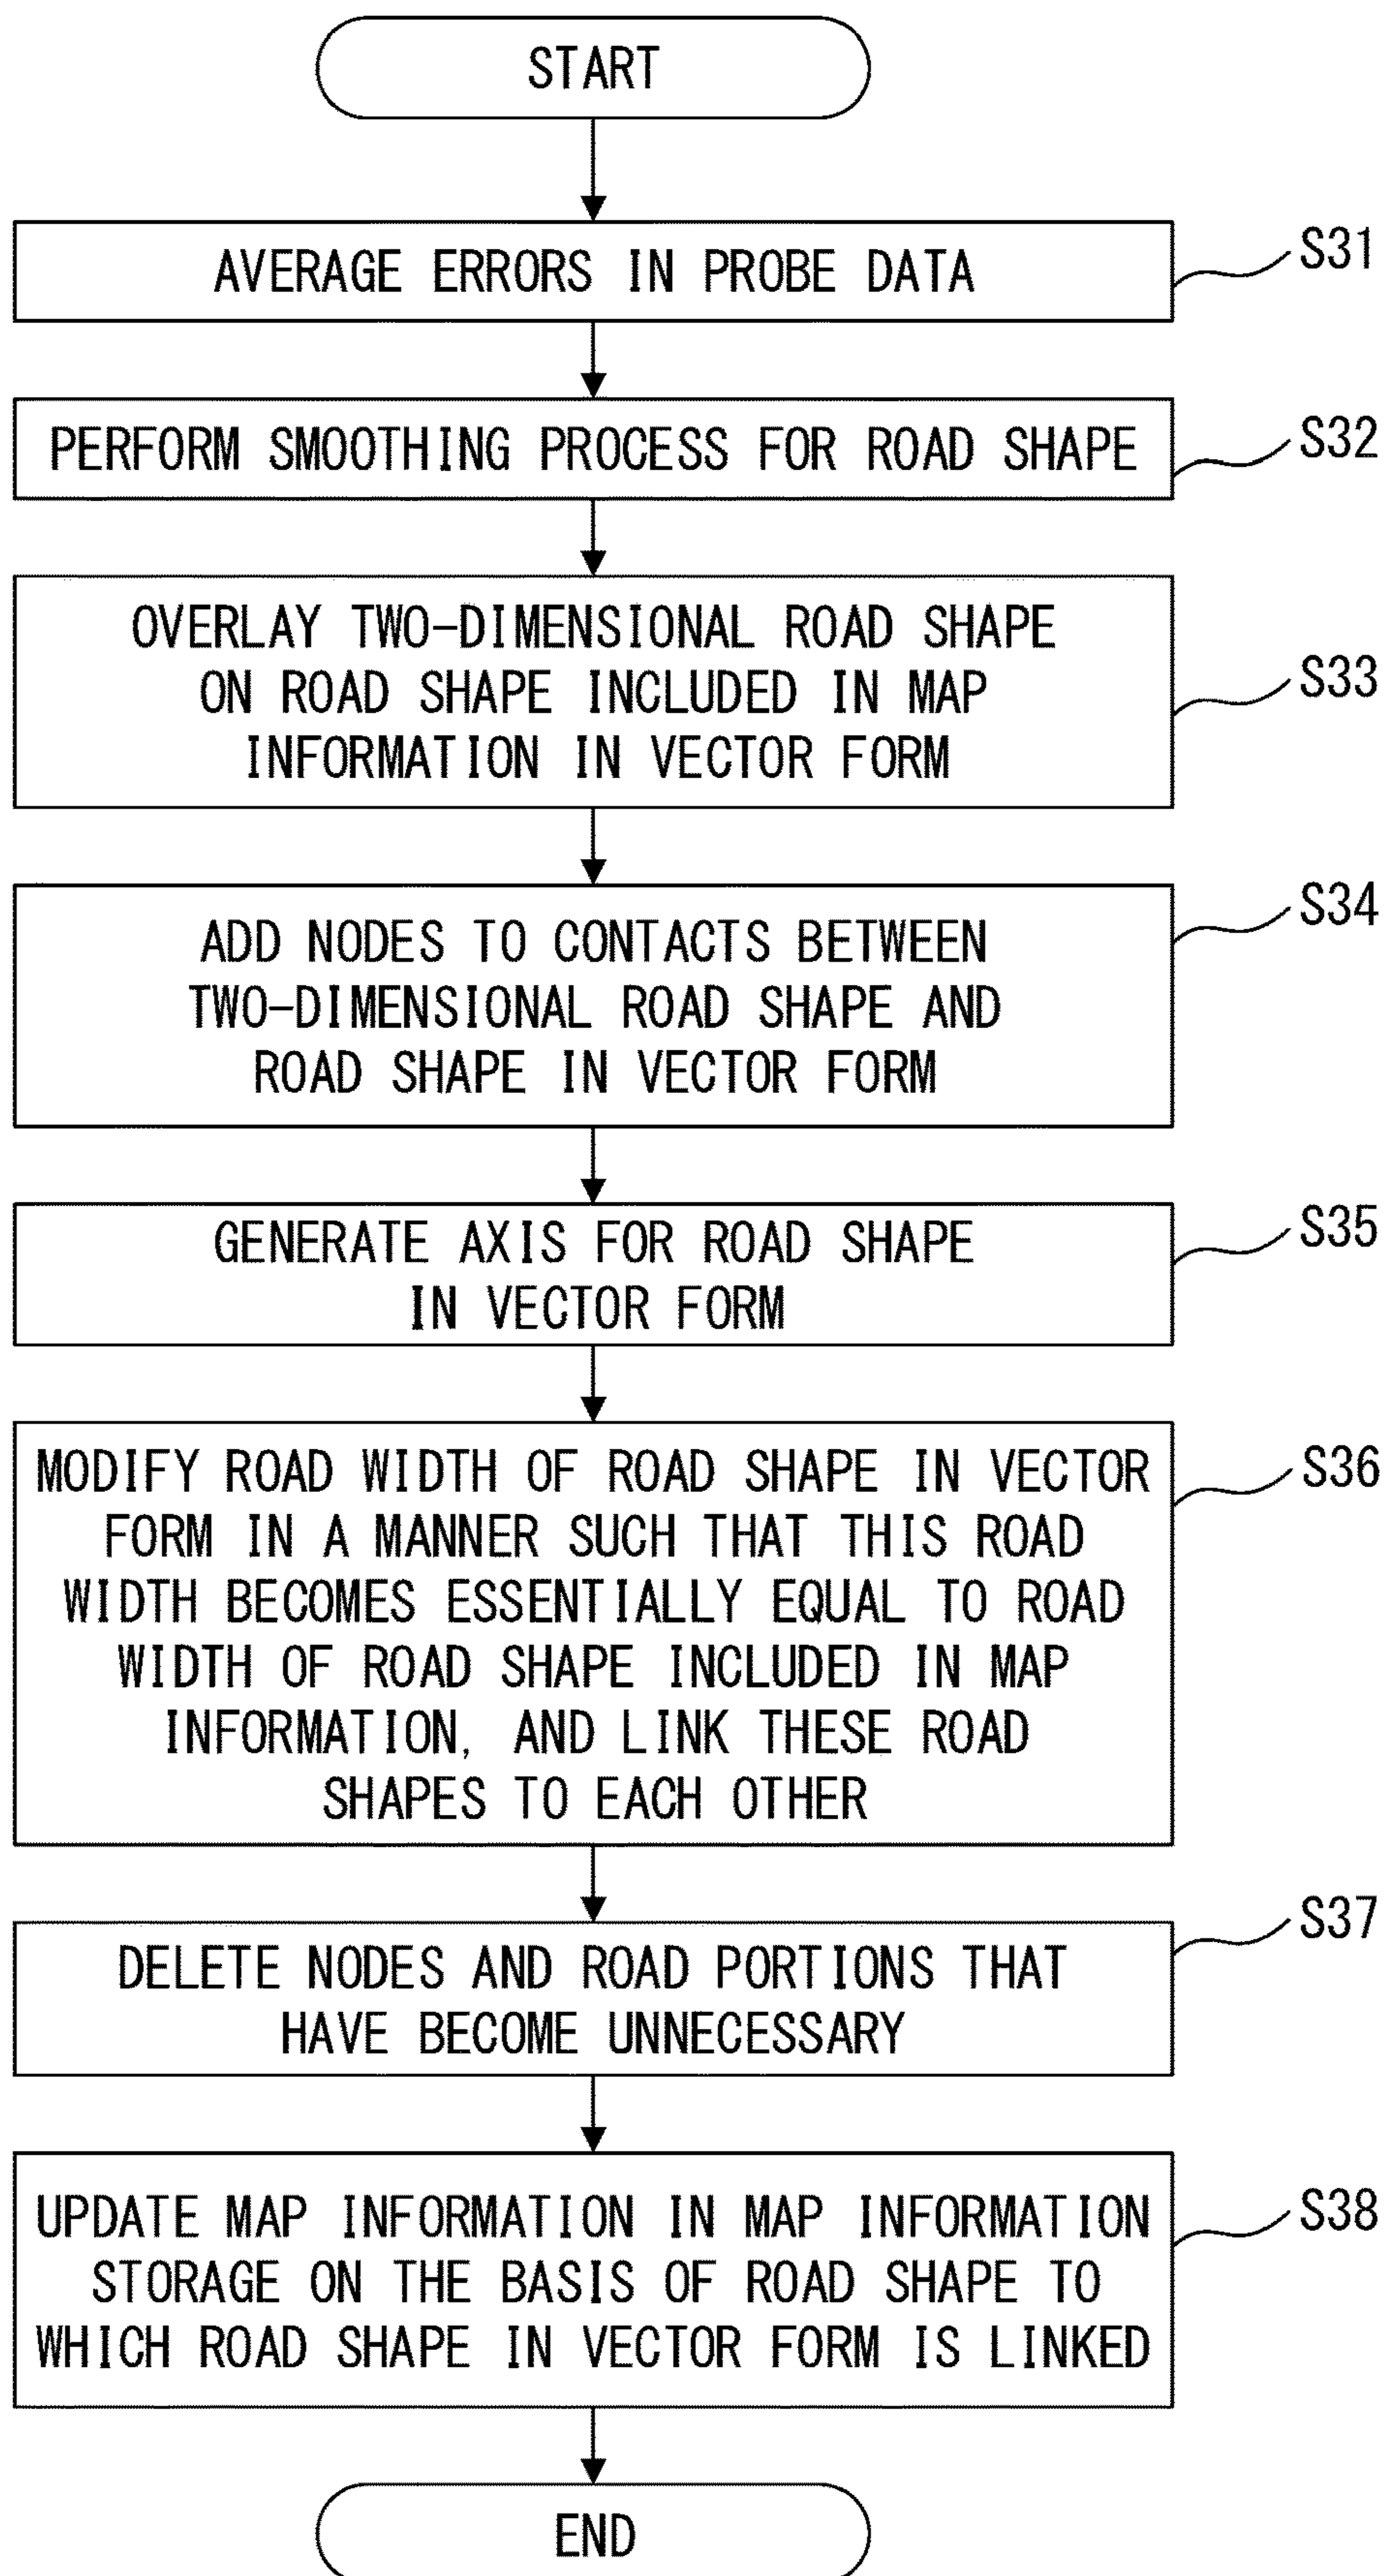 START
AVERAGE ERRORS IN PROBE DATA
S31
PERFORM SMOOTHING PROCESS FOR ROAD SHAPE
S32
OVERLAY TWO-DIMENSIONAL ROAD SHAPE
ON ROAD SHAPE INCLUDED IN MAP
INFORMATION IN VECTOR FORM
S33
ADD NODES TO CONTACTS BETWEEN
TWO-DIMENSIONAL ROAD SHAPE AND
ROAD SHAPE IN VECTOR FORM
S34
GENERATE AXIS FOR ROAD SHAPE
IN VECTOR FORM
S35
MODIFY ROAD WIDTH OF ROAD SHAPE IN VECTOR
FORM IN A MANNER SUCH THAT THIS ROAD
WIDTH BECOMES ESSENTIALLY EQUAL TO ROAD
WIDTH OF ROAD SHAPE INCLUDED IN MAP
INFORMATION, AND LINK THESE ROAD
SHAPES TO EACH OTHER
S36
DELETE NODES AND ROAD PORTIONS THAT
HAVE BECOME UNNECESSARY
S37
UPDATE MAP INFORMATION IN MAP INFORMATION
STORAGE ON THE BASIS OF ROAD SHAPE TO
WHICH ROAD SHAPE IN VECTOR FORM IS LINKED
S38
END